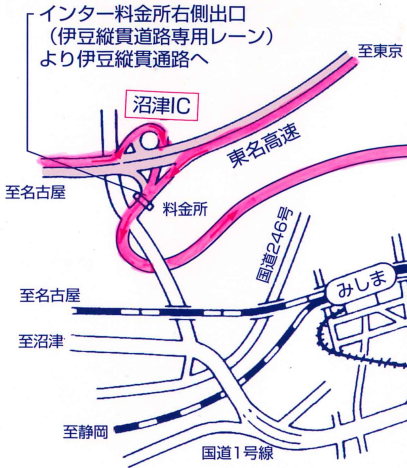 インター料金所右側出口
（伊豆縦貫道路専用レーン）
より伊豆縦貫通路へ
至東京
沼津IC
東名高速
至名古屋
料金所
国道246号
みしま
至名古屋
至沼津
至静岡
国道1号線